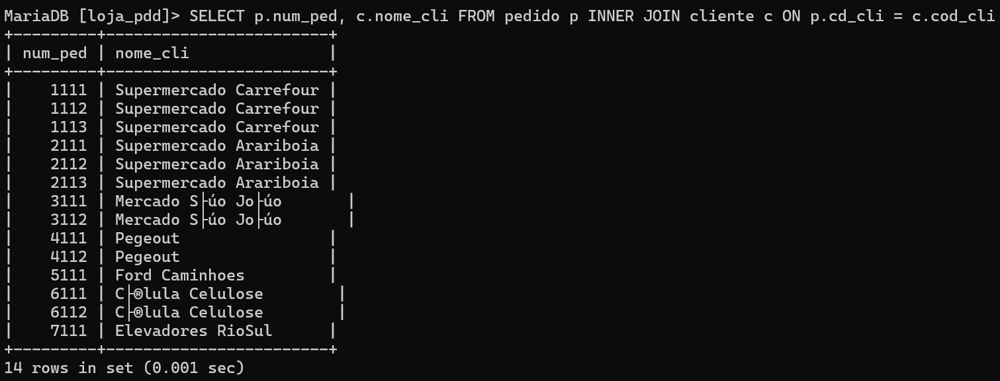 MariaDB [loja_pdd]> SELECT p.num_ped, c.nome_cli FROM pedido p INNER JOIN cliente c ON p.cd_cli = c.cod_cli
+---------+------------------------+
| num_ped | nome_cli               |
+---------+------------------------+
|    1111 | Supermercado Carrefour |
|    1112 | Supermercado Carrefour |
|    1113 | Supermercado Carrefour |
|    2111 | Supermercado Arariboia |
|    2112 | Supermercado Arariboia |
|    2113 | Supermercado Arariboia |
|    3111 | Mercado S├úo Jo├úo       |
|    3112 | Mercado S├úo Jo├úo       |
|    4111 | Pegeout                |
|    4112 | Pegeout                |
|    5111 | Ford Caminhoes         |
|    6111 | C├®lula Celulose        |
|    6112 | C├®lula Celulose        |
|    7111 | Elevadores RioSul      |
+---------+------------------------+
14 rows in set (0.001 sec)